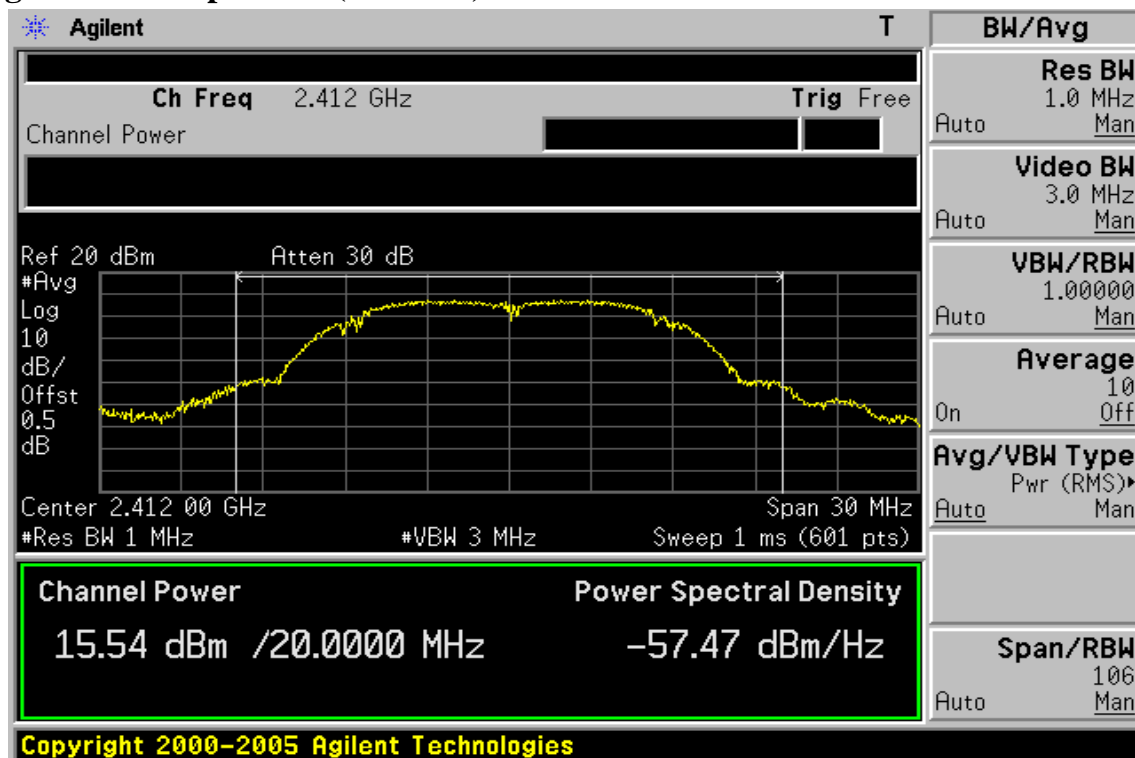 Agilent T
BW/Avg
Ch Freq 2.412 GHz Trig Free
Channel Power
Res BW
1.0 MHz
Auto Man
Video BW
3.0 MHz
Auto Man
VBW/RBW
1.00000
Auto Man
Average
10
On Off
Avg/VBW Type
Pwr (RMS)▸
Auto Man
Span/RBW
106
Auto Man
Ref 20 dBm Atten 30 dB
#Avg
Log
10
dB/
Offst
0.5
dB
Center 2.412 00 GHz Span 30 MHz
#Res BW 1 MHz #VBW 3 MHz Sweep 1 ms (601 pts)
Channel Power Power Spectral Density
15.54 dBm /20.0000 MHz -57.47 dBm/Hz
Copyright 2000-2005 Agilent Technologies